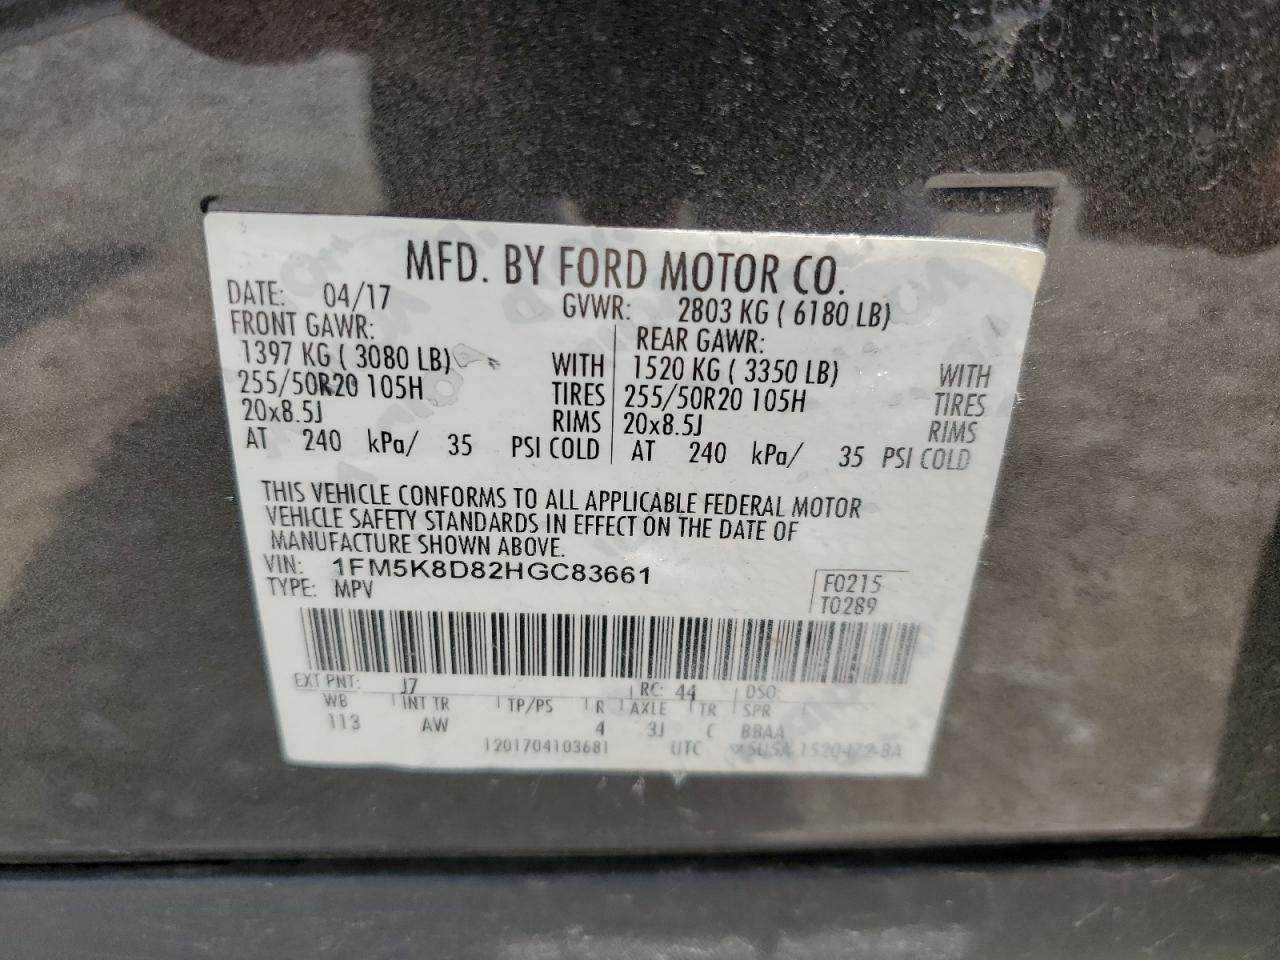 MFD. BY FORD MOTOR CO.
DATE: 04/17 GVWR: 2803 KG ( 6180 LB)
FRONT GAWR: REAR GAWR:
1397 KG ( 3080 LB) WITH 1520 KG ( 3350 LB) WITH
255/50R20 105H TIRES 255/50R20 105H TIRES
20x8.5J RIMS 20x8.5J RIMS
AT 240 kPa/ 35 PSI COLD AT 240 kPa/ 35 PSI COLD
THIS VEHICLE CONFORMS TO ALL APPLICABLE FEDERAL MOTOR
VEHICLE SAFETY STANDARDS IN EFFECT ON THE DATE OF
MANUFACTURE SHOWN ABOVE.
VIN: 1FM5K8D82HGC83661
TYPE: MPV
F0215
T0289
EXT PNT: J7 RC: 44 DSO:
WB INT TR TP/PS R AXLE TR SPR
113 AW 4 3J C BBAA
1201704103681 UTC